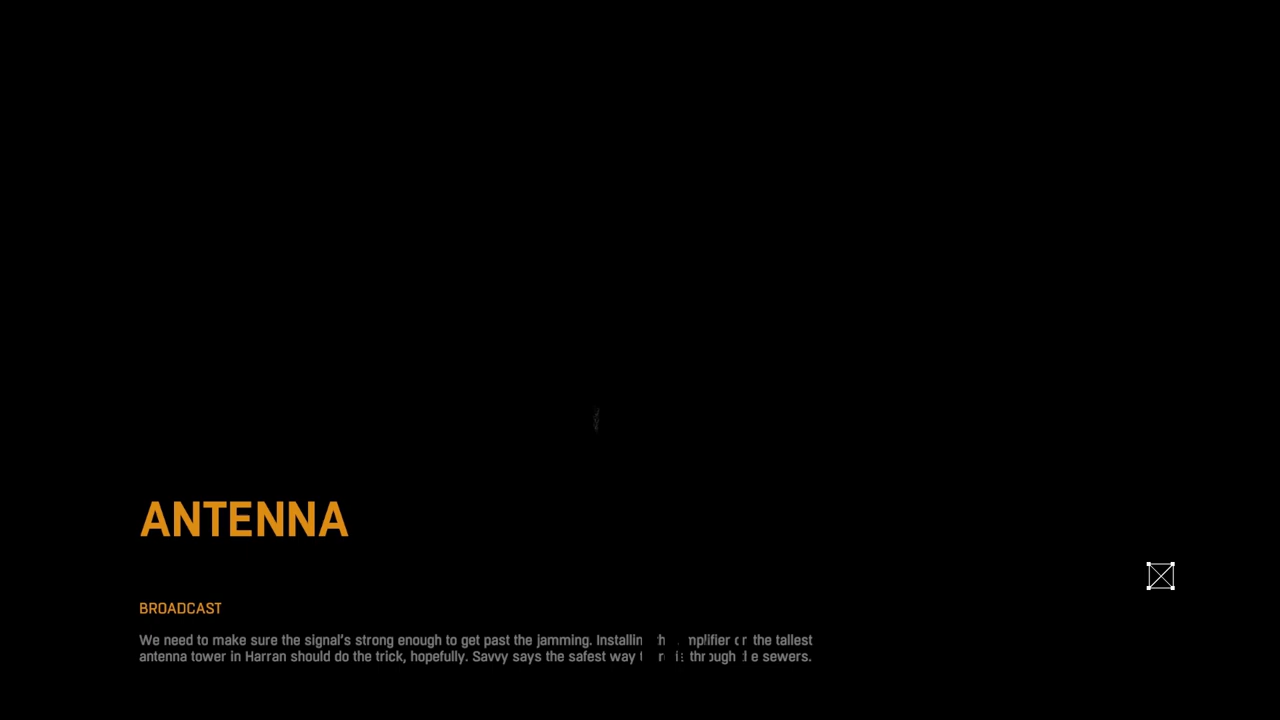 ANTENNA
BROADCAST
We need to make sure the signal's strong enough to get past the jamming. Installin the tallest
antenna tower in Harran should do the trick, hopefully. Savvy says the safest way through sewers.